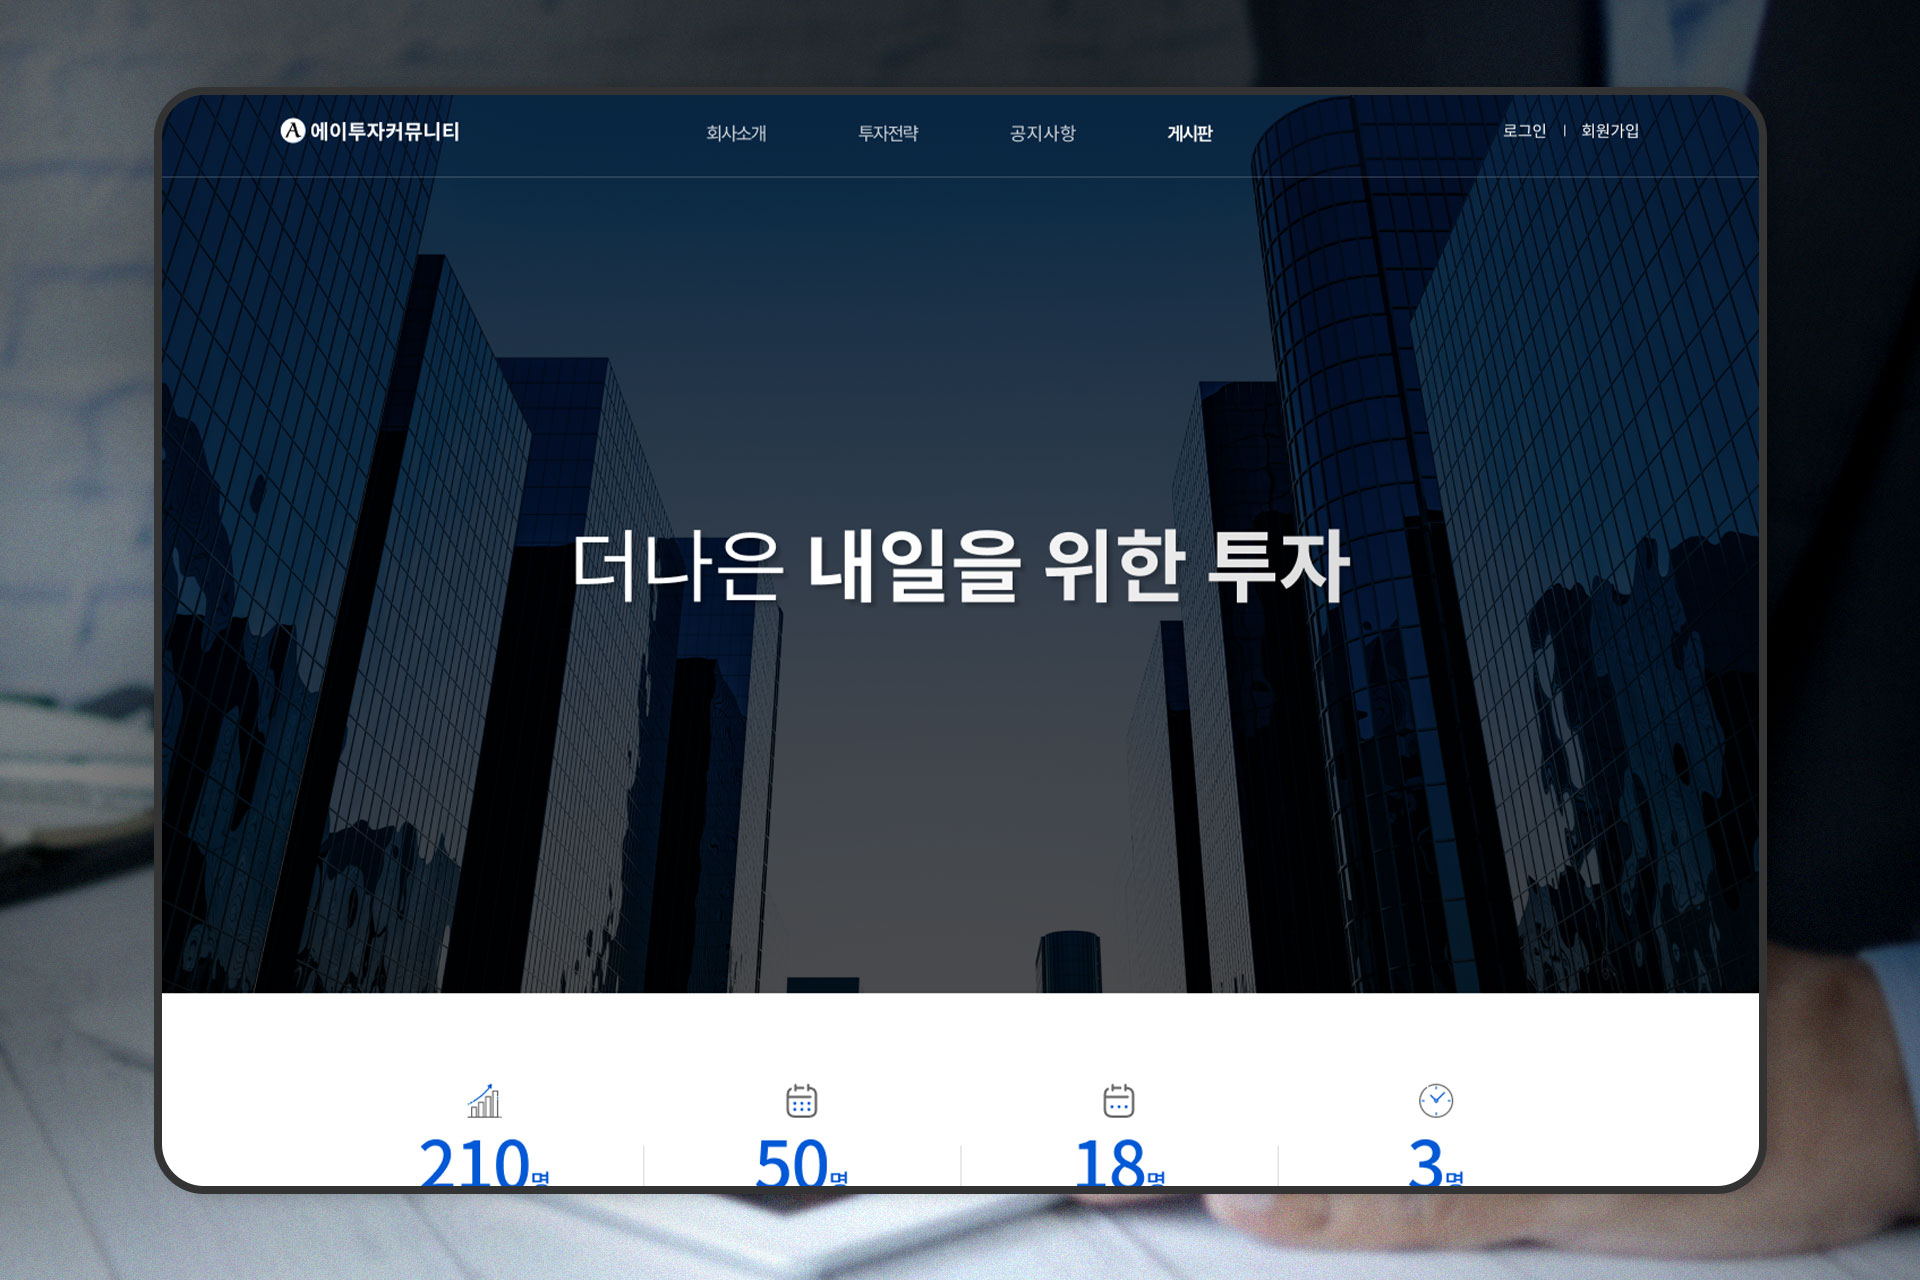 A 에이투자커뮤니티
회사소개 투자전략 공지사항 게시판
로그인 | 회원가입
더나은 내일을 위한 투자
210명 50명 18명 3명